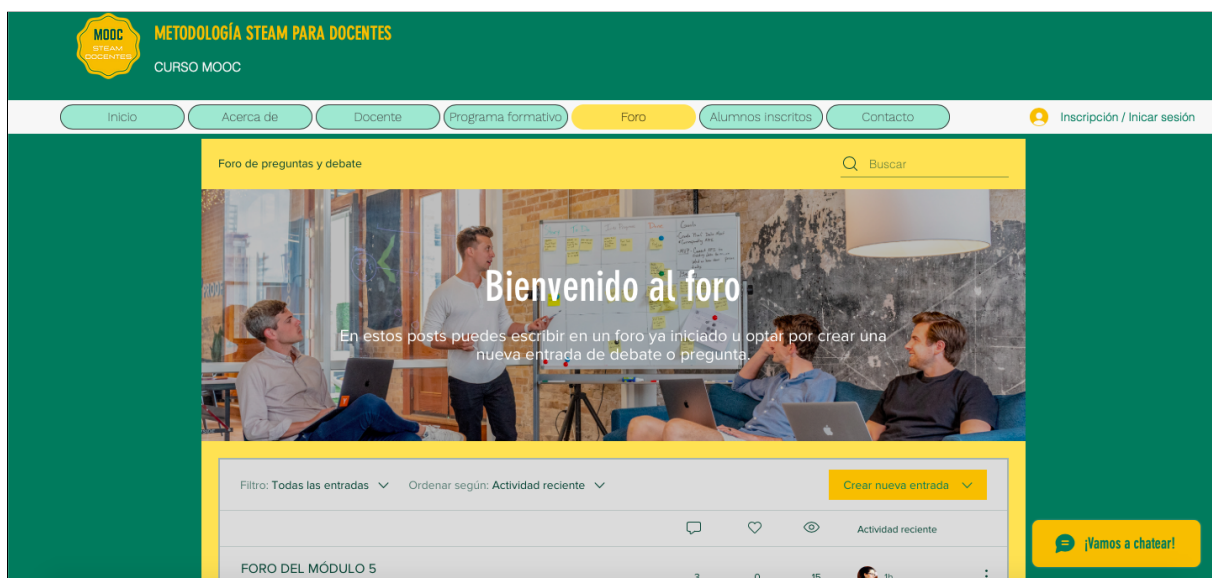 MOOC
STEAM
DOCENTES
METODOLOGÍA STEAM PARA DOCENTES
CURSO MOOC
Inicio
Acerca de
Docente
Programa formativo
Foro
Alumnos inscritos
Contacto
Inscripción / Inicar sesión
Foro de preguntas y debate
Buscar
Bienvenido al foro
En estos posts puedes escribir en un foro ya iniciado u optar por crear una
nueva entrada de debate o pregunta.
Filtro: Todas las entradas
Ordenar según: Actividad reciente
Crear nueva entrada
Actividad reciente
¡Vamos a chatear!
FORO DEL MÓDULO 5
3
0
15
1h